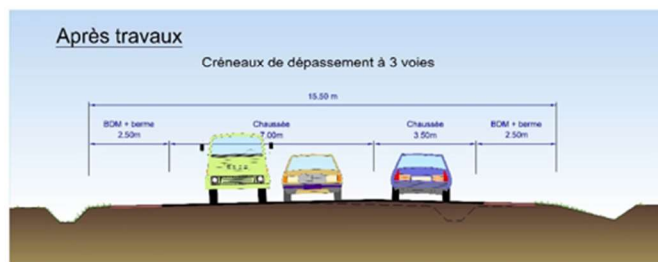 Après travaux
Créneaux de dépassement à 3 voies
15.50 m
BDM + berme
2.50m
Chaussée
7.00m
Chaussée
3.50m
BDM + berme
2.50m